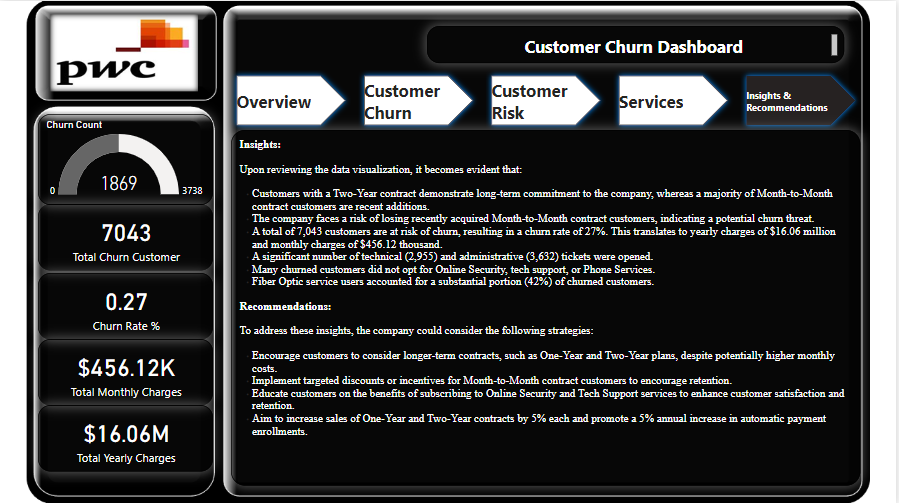 pwc
Customer Churn Dashboard
Overview
Customer
Churn
Customer
Risk
Services
Insights &
Recommendations
Churn Count
1869
0
3738
7043
Total Churn Customer
0.27
Churn Rate %
$456.12K
Total Monthly Charges
$16.06M
Total Yearly Charges
Insights:
Upon reviewing the data visualization, it becomes evident that:
Customers with a Two-Year contract demonstrate long-term commitment to the company, whereas a majority of Month-to-Month
contract customers are recent additions.
The company faces a risk of losing recently acquired Month-to-Month contract customers, indicating a potential churn threat.
A total of 7,043 customers are at risk of churn, resulting in a churn rate of 27%. This translates to yearly charges of $16.06 million
and monthly charges of $456.12 thousand.
A significant number of technical (2,955) and administrative (3,632) tickets were opened.
Many churned customers did not opt for Online Security, tech support, or Phone Services.
Fiber Optic service users accounted for a substantial portion (42%) of churned customers.
Recommendations:
To address these insights, the company could consider the following strategies:
Encourage customers to consider longer-term contracts, such as One-Year and Two-Year plans, despite potentially higher monthly
costs.
Implement targeted discounts or incentives for Month-to-Month contract customers to encourage retention.
Educate customers on the benefits of subscribing to Online Security and Tech Support services to enhance customer satisfaction and
retention.
Aim to increase sales of One-Year and Two-Year contracts by 5% each and promote a 5% annual increase in automatic payment
enrollments.